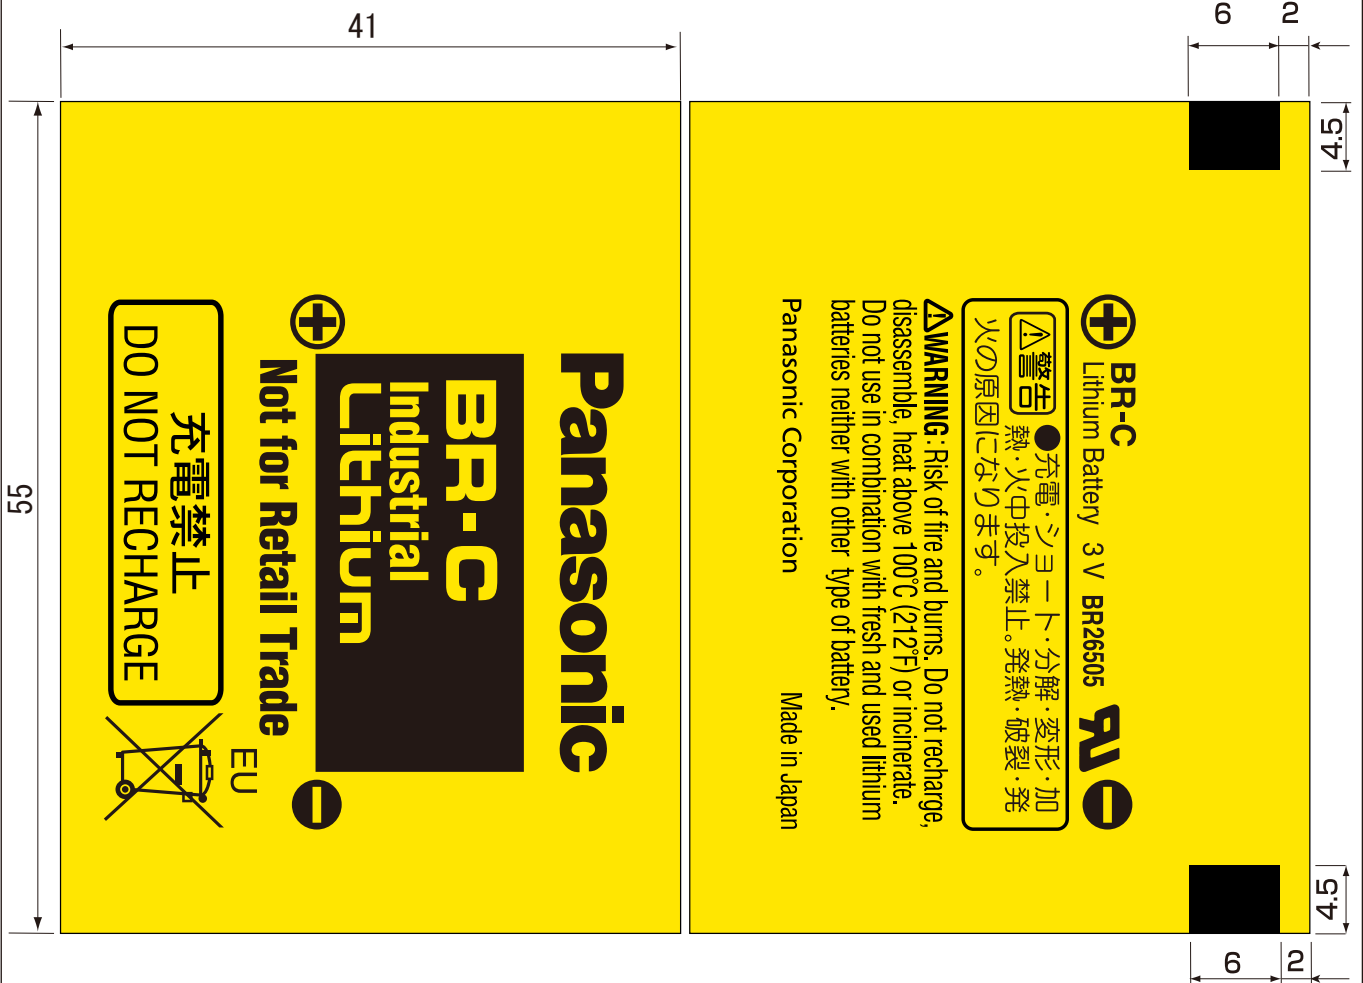 41
6
2
4.5
55
Panasonic
BR-C
Industrial
Lithium
Not for Retail Trade
充電禁止
DO NOT RECHARGE
EU
BR-C
Lithium Battery 3 V BR26505
警告
●充電・ショート・分解・変形・加
熱・火中投入禁止。発熱・破裂・発
火の原因になります。
WARNING : Risk of fire and burns. Do not recharge,
disassemble, heat above 100℃ (212°F) or incinerate.
Do not use in combination with fresh and used lithium
batteries neither with other type of battery.
Panasonic Corporation Made in Japan
4.5
6
2